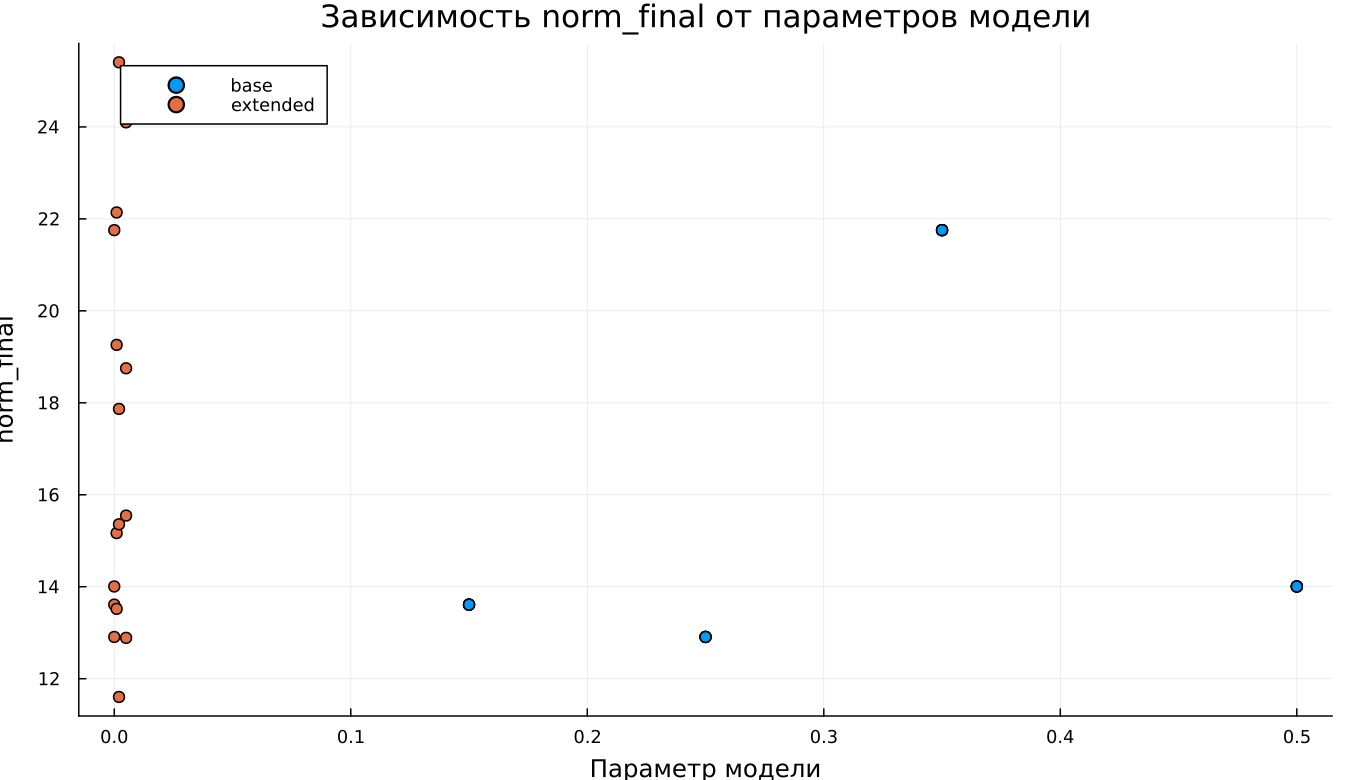 Зависимость norm_final от параметров модели
base
extended
24
22
20
18
16
14
12
norm_final
0.0 0.1 0.2 0.3 0.4 0.5
Параметр модели